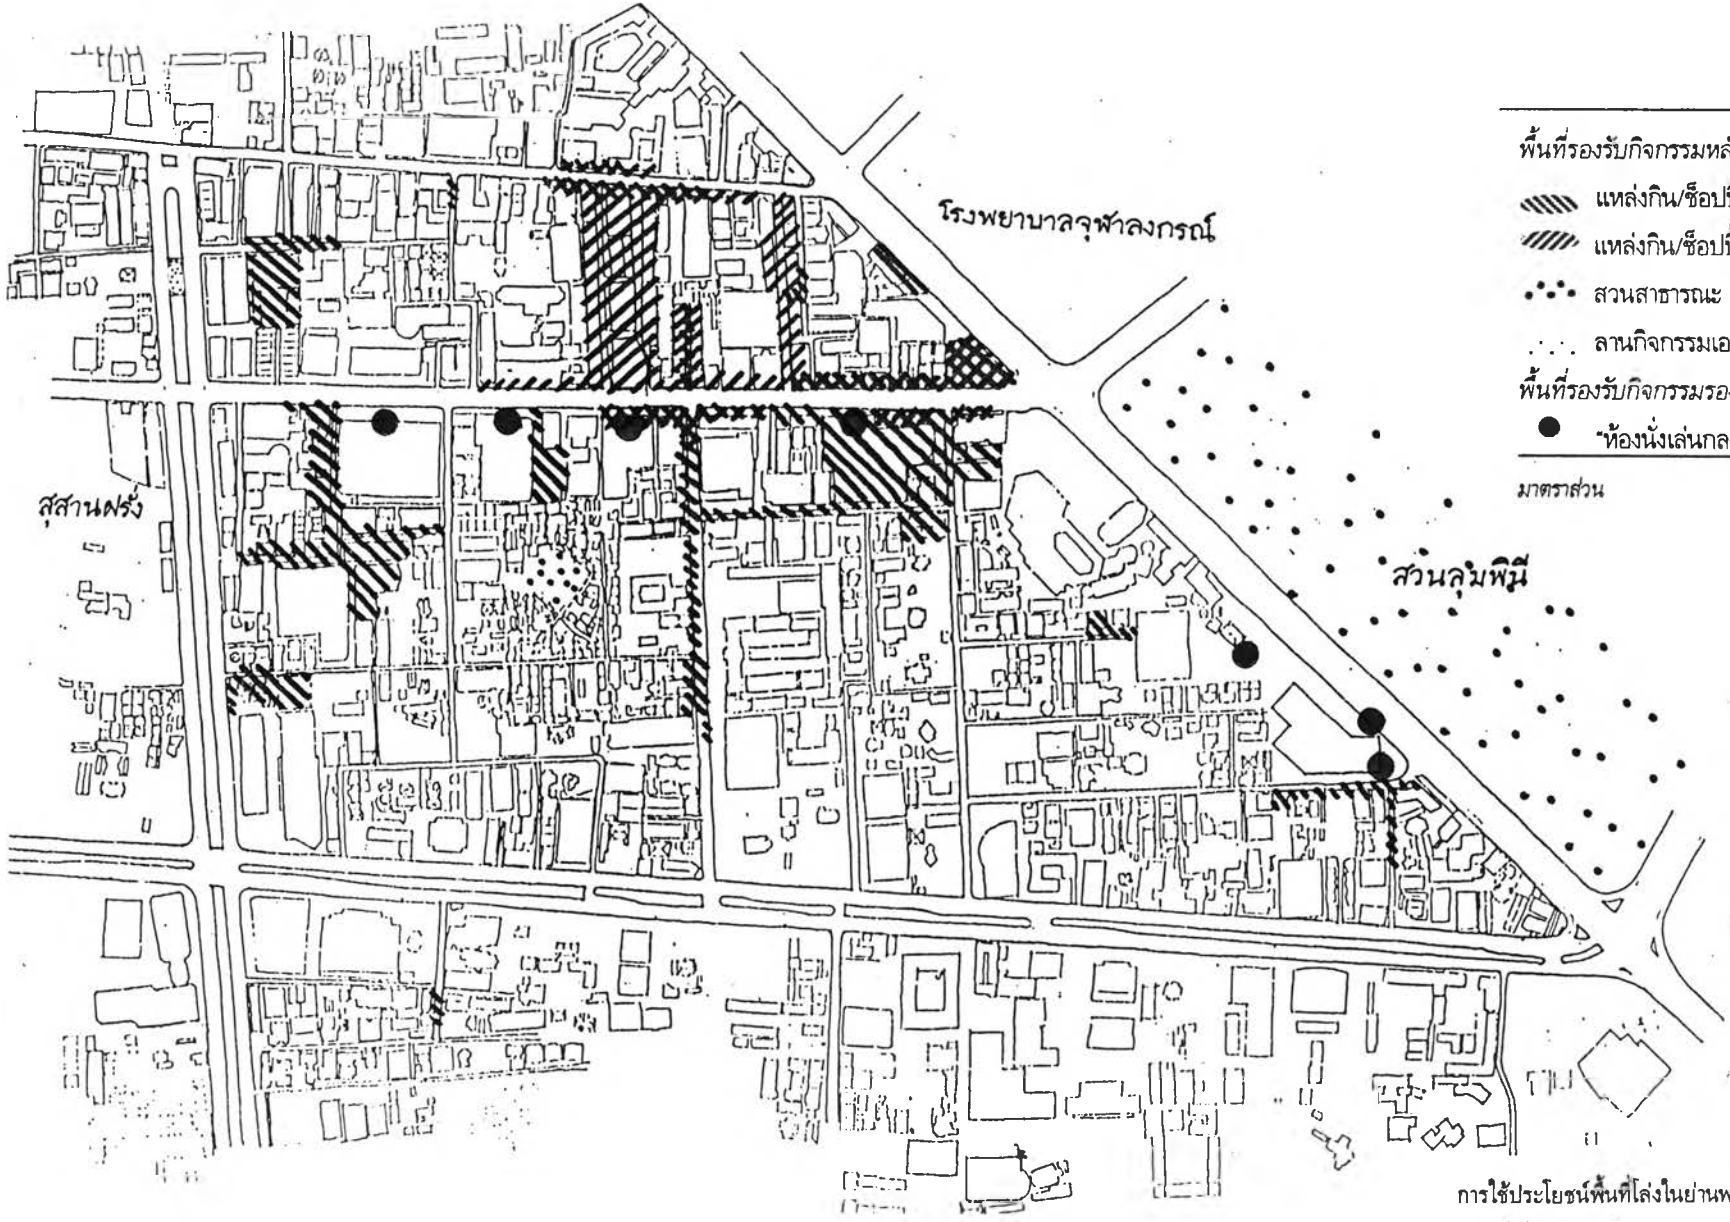 พื้นที่รองรับกิจกรรมหลั
แหล่งกิน/ช็อปปิ
แหล่งกิน/ช็อปปิ
สวนสาธารณะ
ลานกิจกรรมเอ
พื้นที่รองรับกิจกรรมรอง
"ห้องนั่งเล่นกล
มาตราส่วน
โรงพยาบาลจุฬาลงกรณ์
สุสานฝรั่ง
สวนลุมพินี
การใช้ประโยชน์พื้นที่โล่งในย่านพ